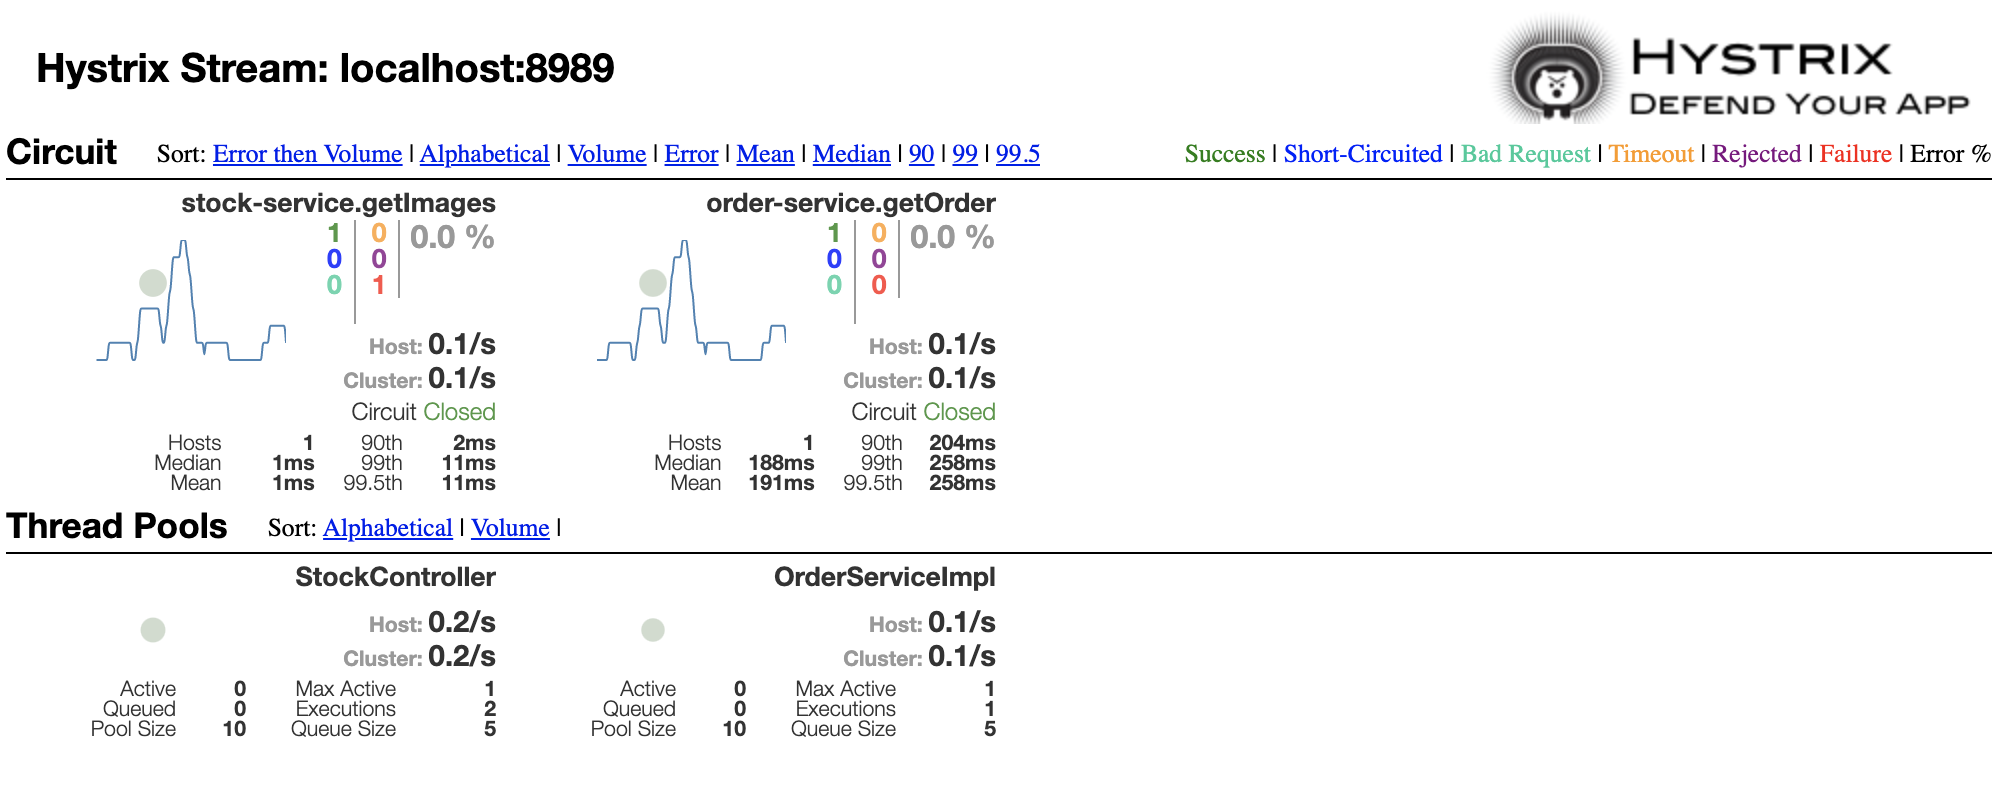 Hystrix Stream: localhost:8989
HYSTRIX
DEFEND YOUR APP
Circuit Sort: Error then Volume | Alphabetical | Volume | Error | Mean | Median | 90 | 99 | 99.5
Success | Short-Circuited | Bad Request | Timeout | Rejected | Failure | Error %
stock-service.getImages
1 0 0.0 %
0 0
0 1
Host: 0.1/s
Cluster: 0.1/s
Circuit Closed
Hosts 1 90th 2ms
Median 1ms 99th 11ms
Mean 1ms 99.5th 11ms
order-service.getOrder
1 0 0.0 %
0 0
0 0
Host: 0.1/s
Cluster: 0.1/s
Circuit Closed
Hosts 1 90th 204ms
Median 188ms 99th 258ms
Mean 191ms 99.5th 258ms
Thread Pools Sort: Alphabetical | Volume |
StockController
Host: 0.2/s
Cluster: 0.2/s
Active 0 Max Active 1
Queued 0 Executions 2
Pool Size 10 Queue Size 5
OrderServiceImpl
Host: 0.1/s
Cluster: 0.1/s
Active 0 Max Active 1
Queued 0 Executions 1
Pool Size 10 Queue Size 5